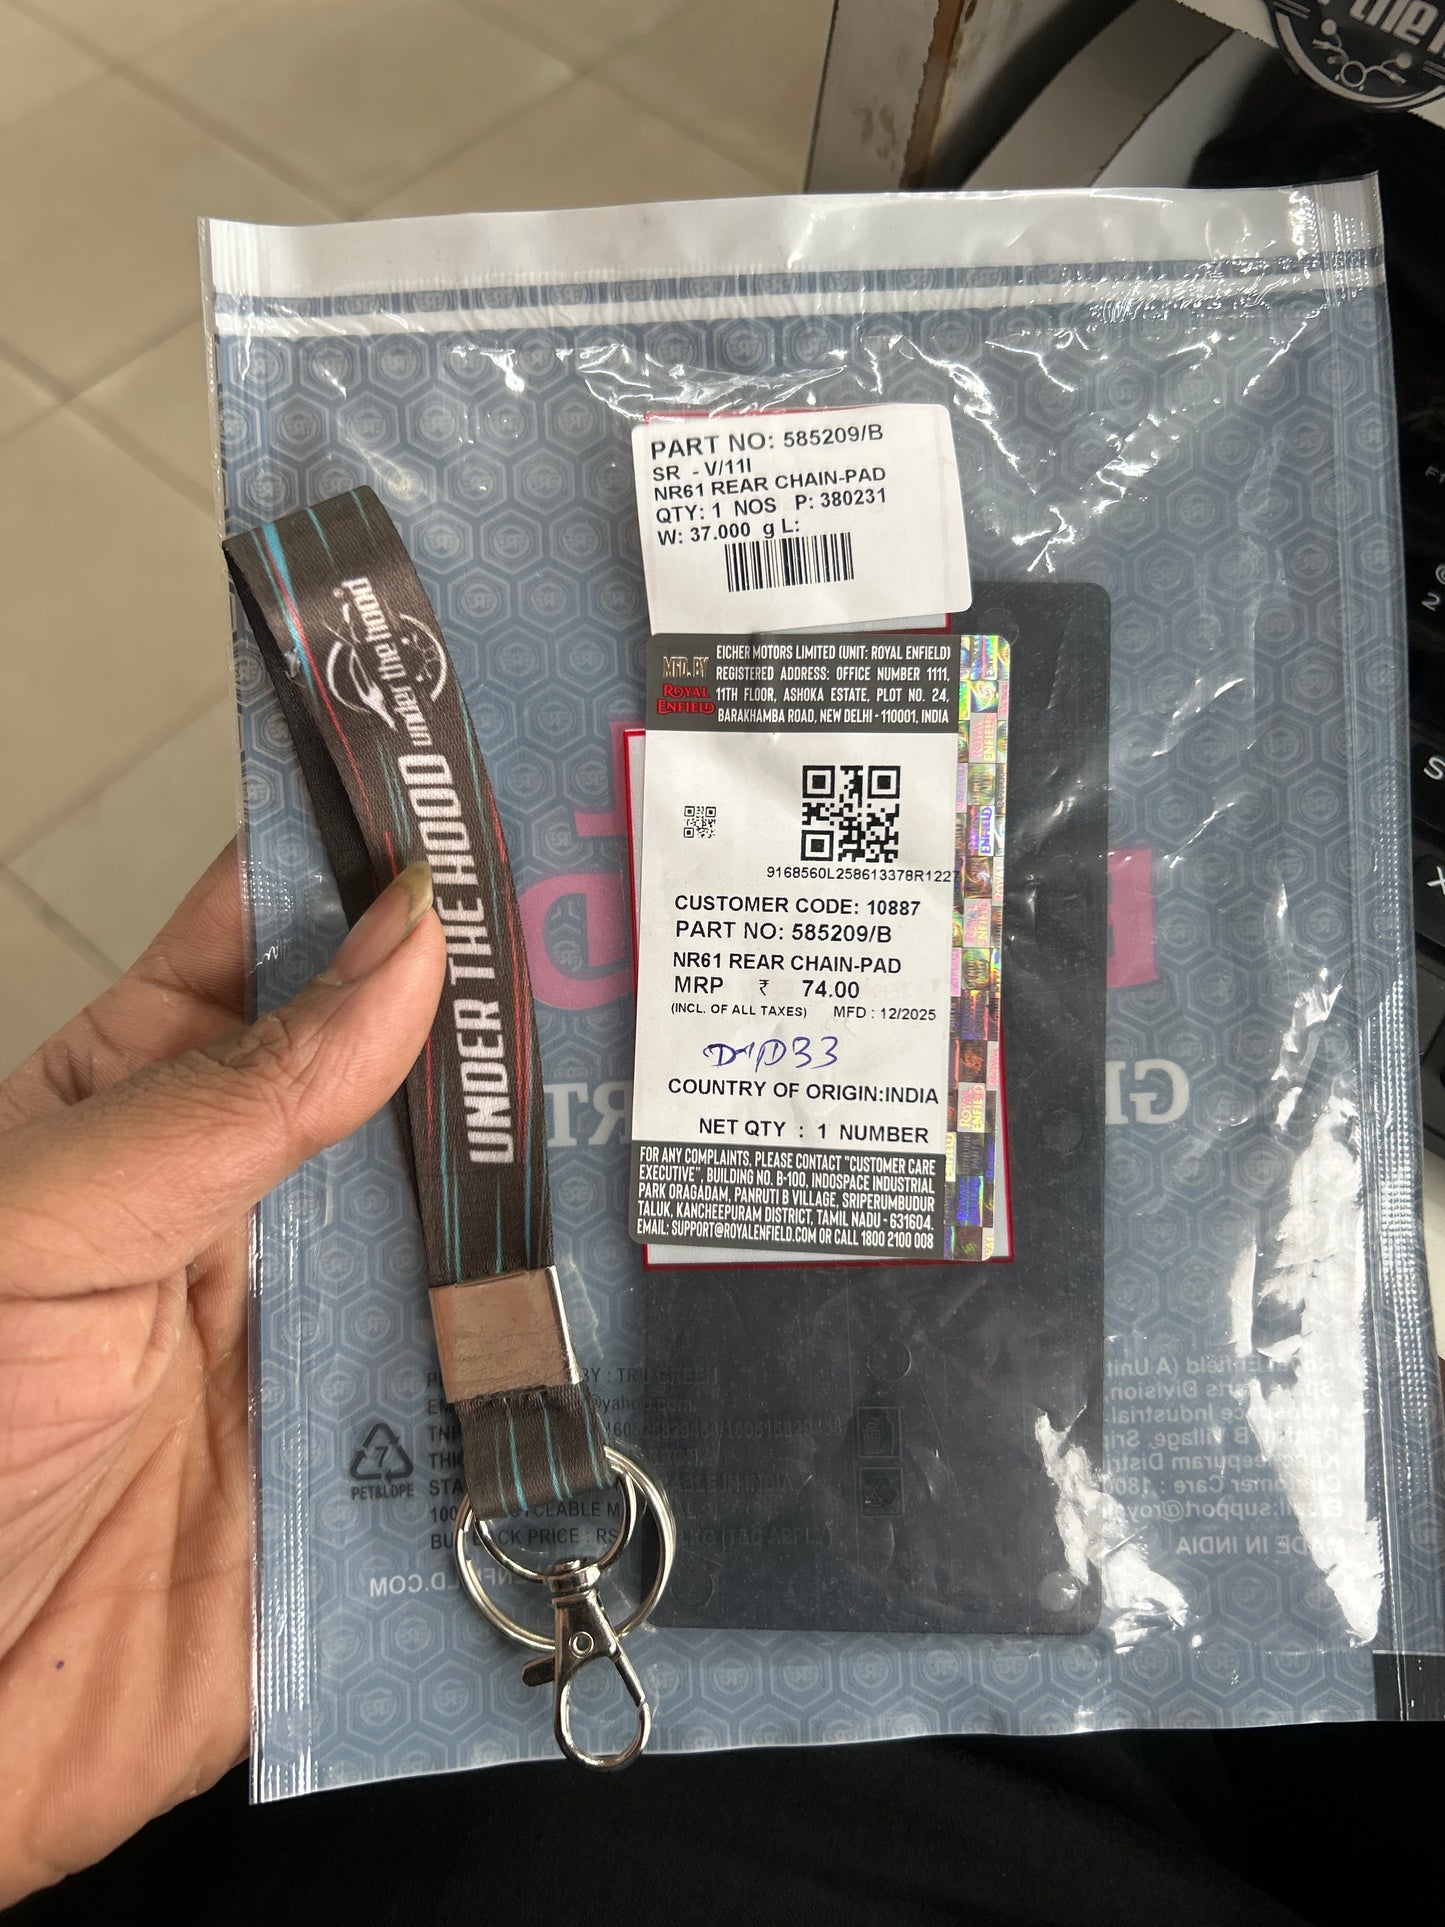 PART NO: 585209/B
SR - V/11I
NR61 REAR CHAIN-PAD
QTY: 1 NOS P: 380231
W: 37.000 g L:
under the hood
UNDER THE HOOD
MFD. BY
ROYAL
ENFIELD
EICHER MOTORS LIMITED (UNIT: ROYAL ENFIELD)
REGISTERED ADDRESS: OFFICE NUMBER 1111,
11TH FLOOR, ASHOKA ESTATE, PLOT NO. 24,
BARAKHAMBA ROAD, NEW DELHI - 110001, INDIA
9168560L258613378R1227
CUSTOMER CODE: 10887
PART NO: 585209/B
NR61 REAR CHAIN-PAD
MRP ₹ 74.00
(INCL. OF ALL TAXES) MFD : 12/2025
COUNTRY OF ORIGIN:INDIA
NET QTY : 1 NUMBER
FOR ANY COMPLAINTS, PLEASE CONTACT "CUSTOMER CARE
EXECUTIVE", BUILDING NO. B-100, INDOSPACE INDUSTRIAL
PARK ORAGADAM, PANRUTI B VILLAGE, SRIPERUMBUDUR
TALUK, KANCHEEPURAM DISTRICT, TAMIL NADU - 631604.
EMAIL: SUPPORT@ROYALENFIELD.COM OR CALL 1800 2100 008
7
PET&LDPE
MADE IN INDIA